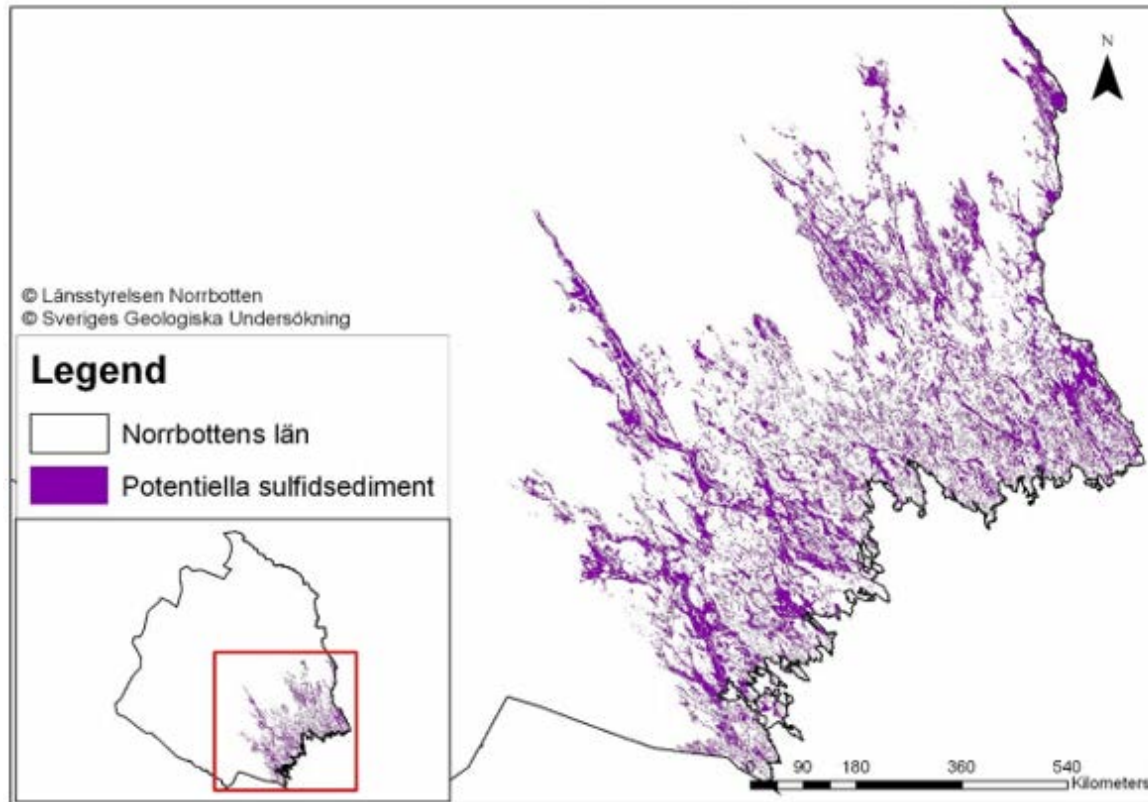 N
© Länsstyrelsen Norrbotten
© Sveriges Geologiska Undersökning
Legend
Norrbottens län
Potentiella sulfidsediment
0 90 180 360 540
Kilometers